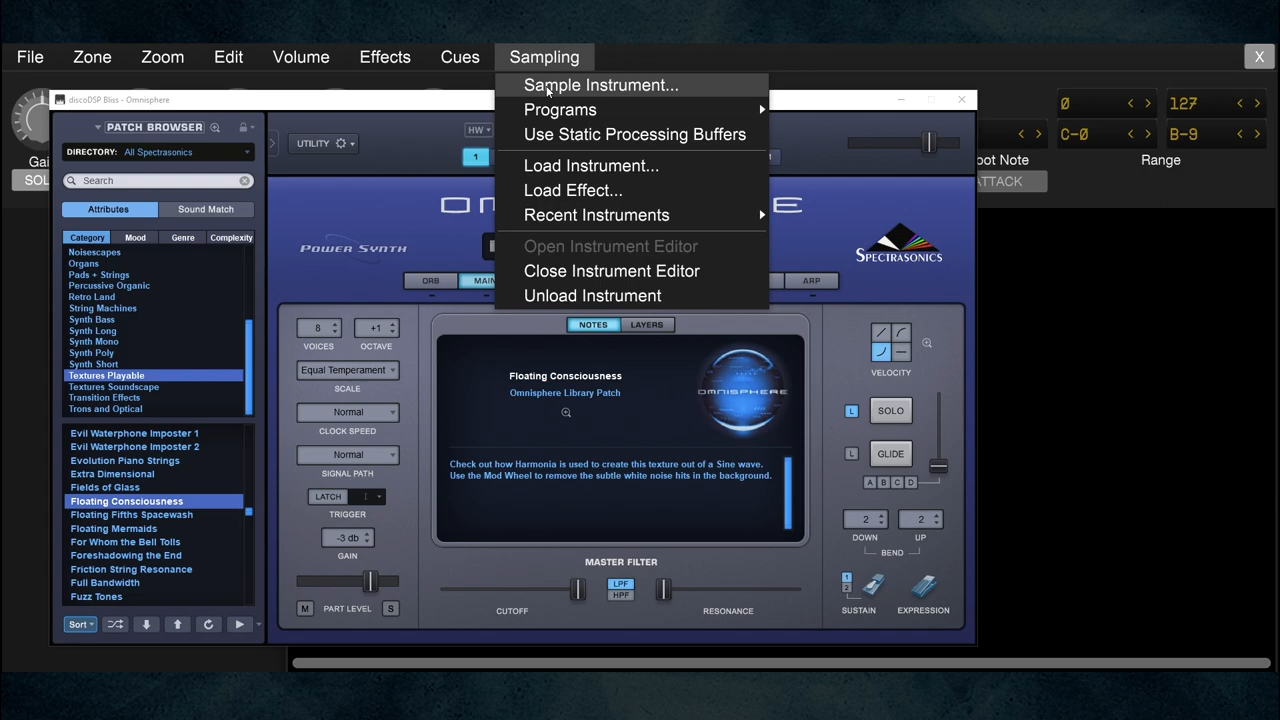 File Zone Zoom Edit Volume Effects Cues Sampling X
Sample Instrument...
Programs
Use Static Processing Buffers
Load Instrument...
Load Effect...
Recent Instruments
Open Instrument Editor
Close Instrument Editor
Unload Instrument
discoDSP Bliss - Omnisphere
Gai
SOL
0 127
C-0 B-9
oot Note Range
ATTACK
PATCH BROWSER
DIRECTORY: All Spectrasonics
Search
Attributes Sound Match
Category Mood Genre Complexity
Noisescapes
Organs
Pads + Strings
Percussive Organic
Retro Land
String Machines
Synth Bass
Synth Long
Synth Mono
Synth Poly
Synth Short
Textures Playable
Textures Soundscape
Transition Effects
Trons and Optical
Evil Waterphone Imposter 1
Evil Waterphone Imposter 2
Evolution Piano Strings
Extra Dimensional
Fields of Glass
Floating Consciousness
Floating Fifths Spacewash
Floating Mermaids
For Whom the Bell Tolls
Foreshadowing the End
Friction String Resonance
Full Bandwidth
Fuzz Tones
Sort
UTILITY
HW
1
POWER SYNTH
SPECTRASONICS
ORB MAIN ARP
8 +1
VOICES OCTAVE
Equal Temperament
SCALE
Normal
CLOCK SPEED
Normal
SIGNAL PATH
LATCH
TRIGGER
-3 db
GAIN
M PART LEVEL S
NOTES LAYERS
Floating Consciousness
Omnisphere Library Patch
OMNISPHERE
Check out how Harmonia is used to create this texture out of a Sine wave.
Use the Mod Wheel to remove the subtle white noise hits in the background.
MASTER FILTER
LPF
HPF
CUTOFF RESONANCE
VELOCITY
L SOLO
L GLIDE
A B C D
2 2
DOWN UP
BEND
1
2
SUSTAIN EXPRESSION